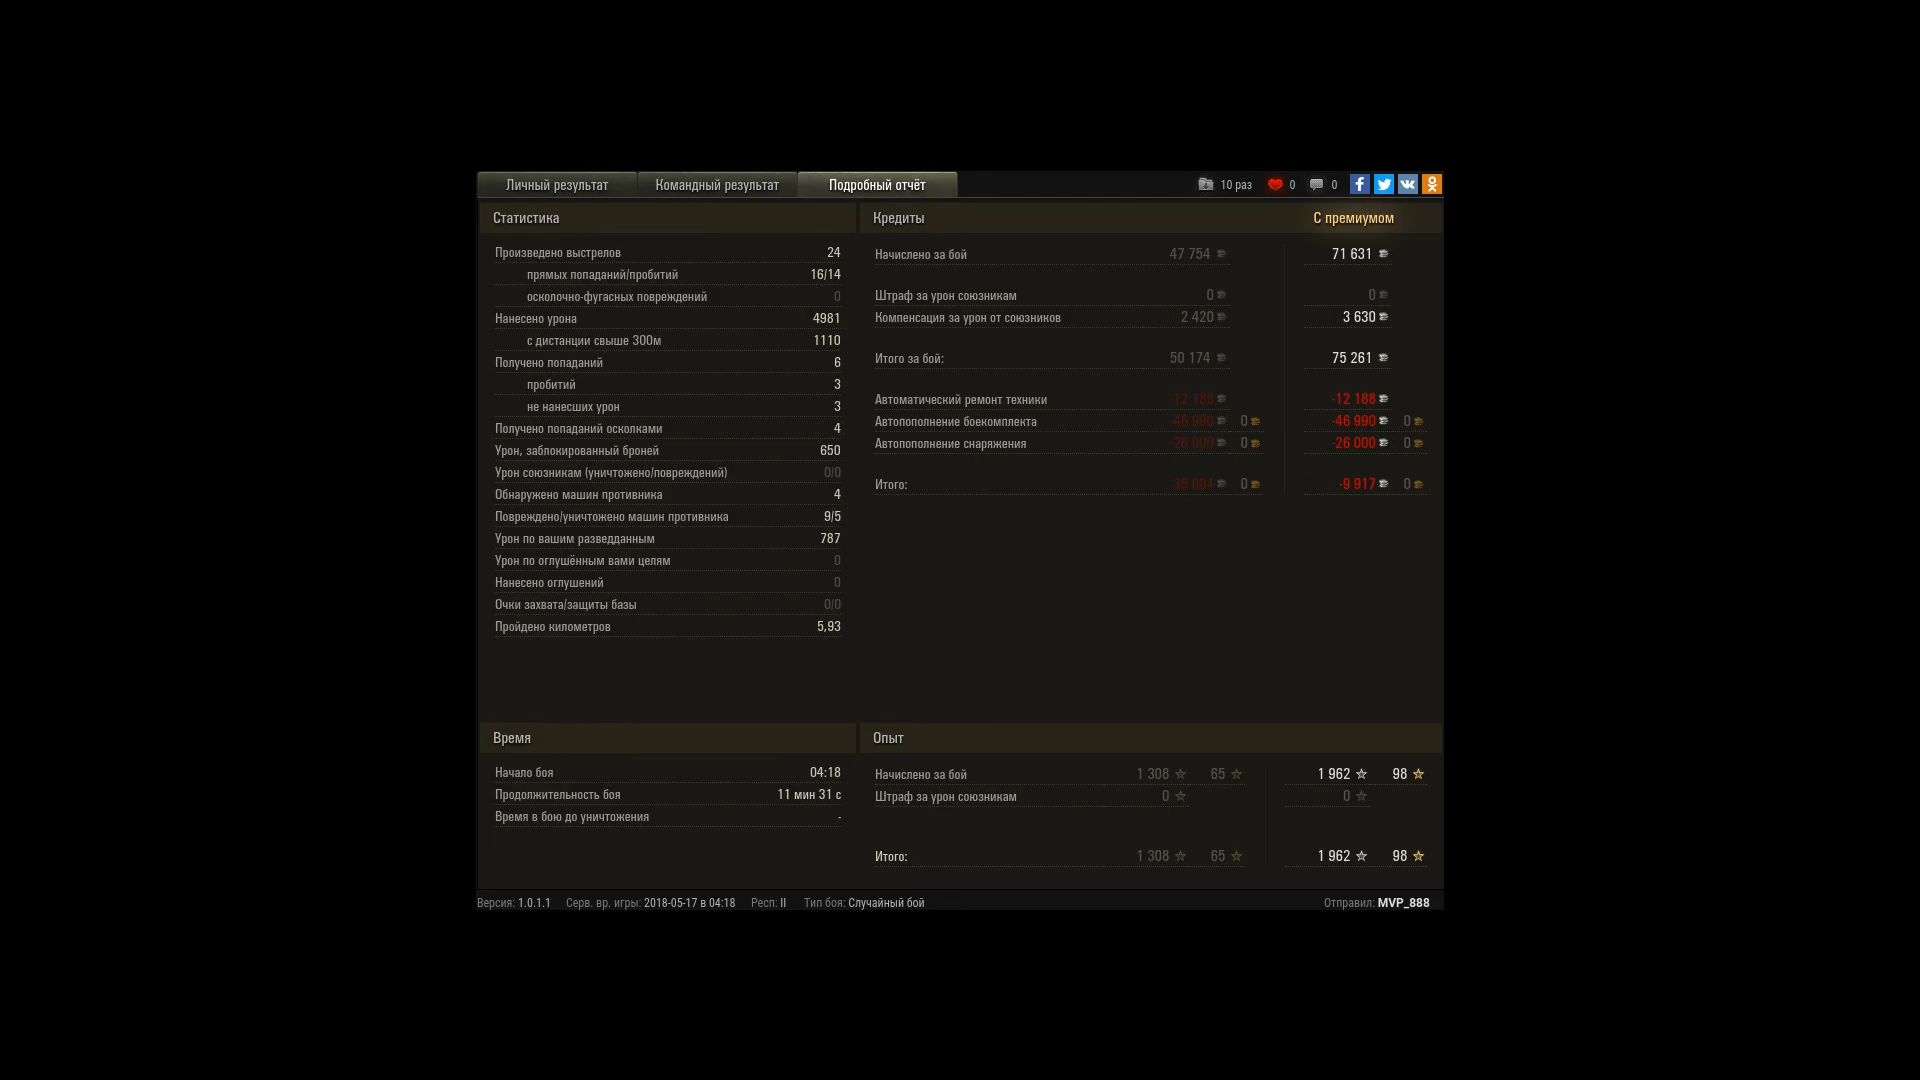 Личный результат Командный результат Подробный отчёт 10 раз 0 0
Статистика
Произведено выстрелов 24
прямых попаданий/пробитий 16/14
осколочно-фугасных повреждений 0
Нанесено урона 4981
с дистанции свыше 300м 1110
Получено попаданий 6
пробитий 3
не нанесших урон 3
Получено попаданий осколками 4
Урон, заблокированный броней 650
Урон союзникам (уничтожено/повреждений) 0/0
Обнаружено машин противника 4
Повреждено/уничтожено машин противника 9/5
Урон по вашим разведданным 787
Урон по оглушённым вами целям 0
Нанесено оглушений 0
Очки захвата/защиты базы 0/0
Пройдено километров 5,93
Кредиты С премиумом
Начислено за бой 47 754 71 631
Штраф за урон союзникам 0 0
Компенсация за урон от союзников 2 420 3 630
Итого за бой: 50 174 75 261
Автоматический ремонт техники -12 188 -12 188
Автопополнение боекомплекта -46 990 0 -46 990 0
Автопополнение снаряжения -26 000 0 -26 000 0
Итого: -35 004 0 -9 917 0
Время
Начало боя 04:18
Продолжительность боя 11 мин 31 с
Время в бою до уничтожения -
Опыт
Начислено за бой 1 308 65 1 962 98
Штраф за урон союзникам 0 0
Итого: 1 308 65 1 962 98
Версия: 1.0.1.1 Серв. вр. игры: 2018-05-17 в 04:18 Респ: II Тип боя: Случайный бой Отправил: MVP_888